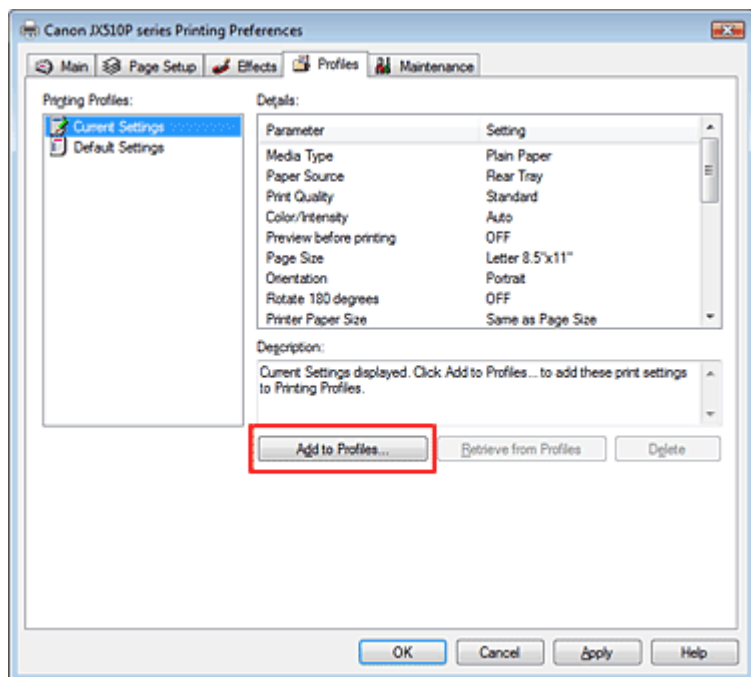 Canon JX510P series Printing Preferences
Main Page Setup Effects Profiles Maintenance
Printing Profiles:
Current Settings
Default Settings
Details:
Parameter Setting
Media Type Plain Paper
Paper Source Rear Tray
Print Quality Standard
Color/Intensity Auto
Preview before printing OFF
Page Size Letter 8.5"x11"
Orientation Portrait
Rotate 180 degrees OFF
Printer Paper Size Same as Page Size
Description:
Current Settings displayed. Click Add to Profiles... to add these print settings
to Printing Profiles.
Add to Profiles... Retrieve from Profiles Delete
OK Cancel Apply Help